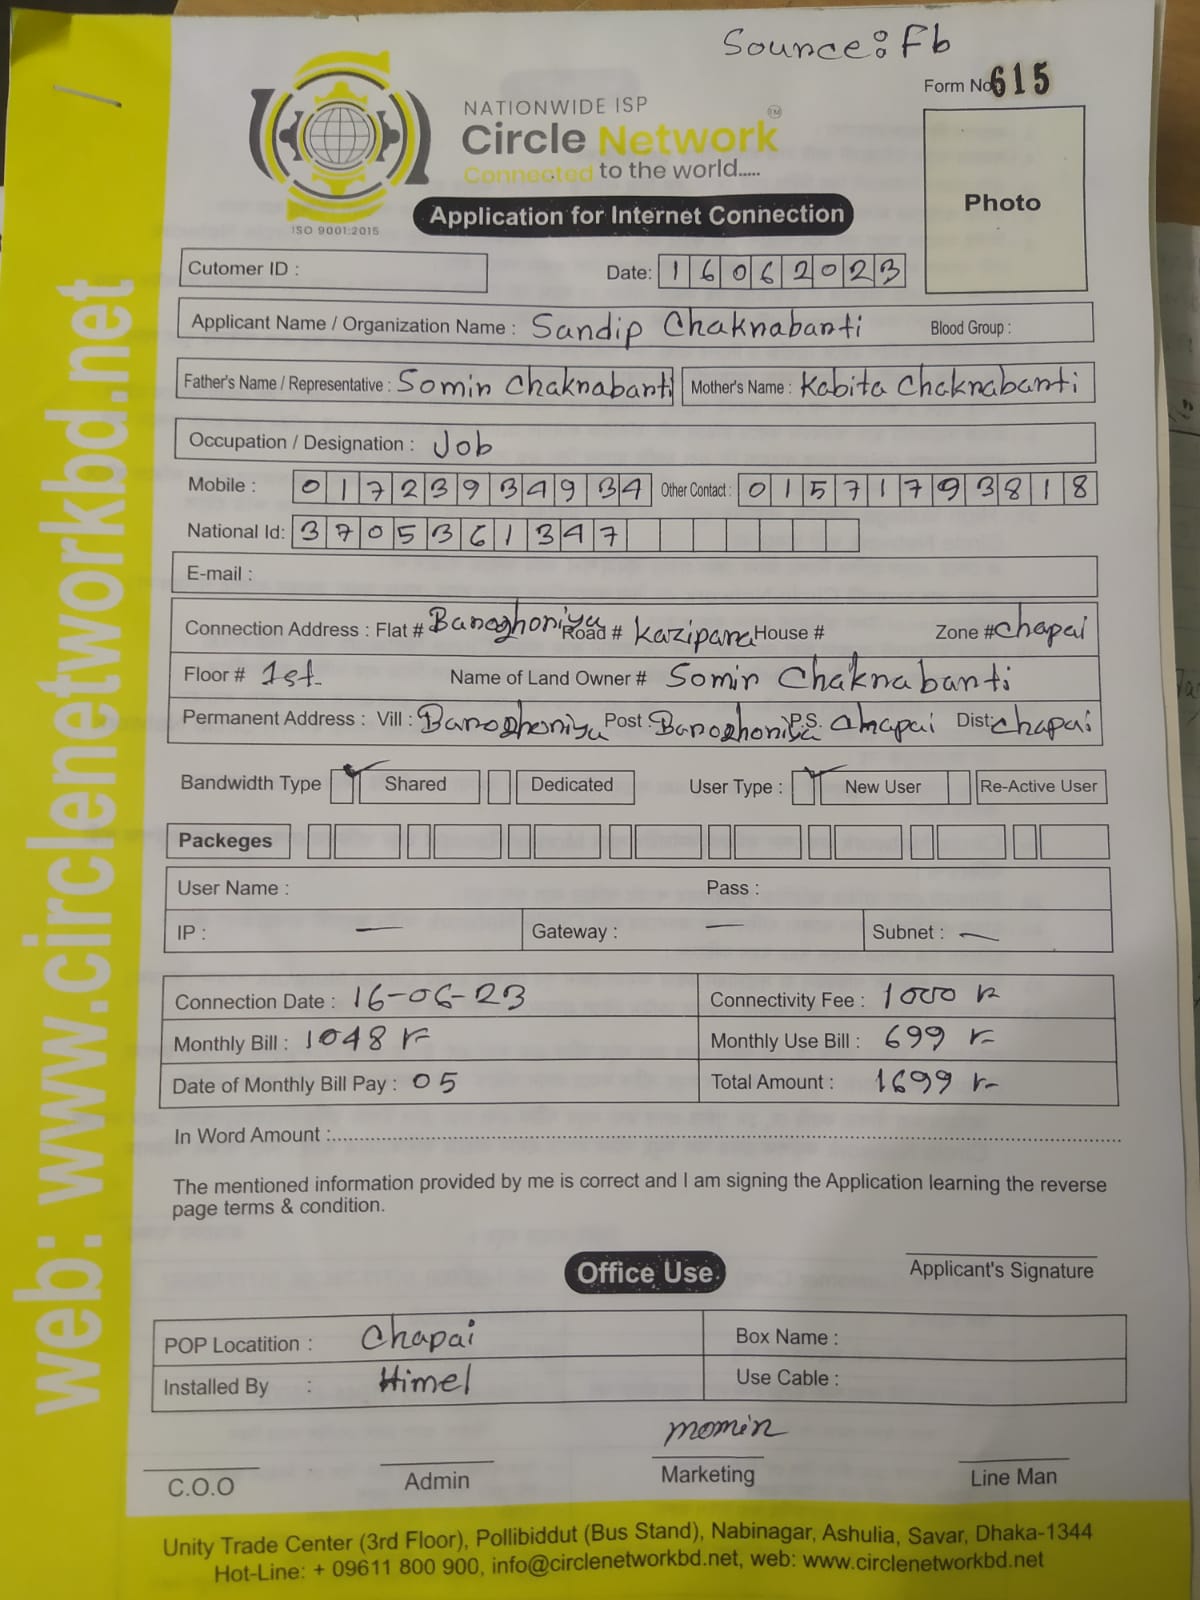 Source: Fb
Form No 615
NATIONWIDE ISP
Circle Network TM
Connected to the world.....
ISO 9001:2015
Application for Internet Connection
Photo
Cutomer ID :
Date: 16062023
Applicant Name / Organization Name : Sandip Chaknabanti Blood Group :
Father's Name / Representative : Somin Chaknabanti Mother's Name : Kabita Chaknabanti
Occupation / Designation : Job
Mobile : 01723934934 Other Contact : 01571793818
National Id: 3705361347
E-mail :
Connection Address : Flat # Road # Kazipara House # Zone # Chapai
Floor # 1st Name of Land Owner # Somin Chaknabanti
Permanent Address : Vill : Post : P.S. Chapai Dist: Chapai
Bandwidth Type Shared Dedicated User Type : New User Re-Active User
Packeges
User Name : Pass :
IP : — Gateway : — Subnet : —
Connection Date : 16-06-23 Connectivity Fee : 1000
Monthly Bill : 1048 Monthly Use Bill : 699
Date of Monthly Bill Pay : 05 Total Amount : 1699
In Word Amount :
The mentioned information provided by me is correct and I am signing the Application learning the reverse
page terms & condition.
Applicant's Signature
Office Use
POP Locatition : Chapai Box Name :
Installed By : Himel Use Cable :
momin
C.O.O Admin Marketing Line Man
Unity Trade Center (3rd Floor), Pollibiddut (Bus Stand), Nabinagar, Ashulia, Savar, Dhaka-1344
Hot-Line: + 09611 800 900, info@circlenetworkbd.net, web: www.circlenetworkbd.net
web: www.circlenetworkbd.net